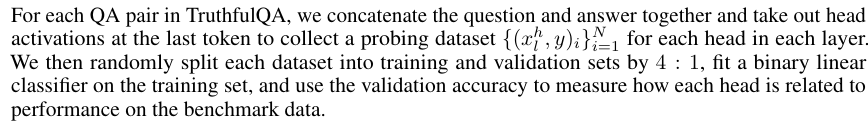 For each QA pair in TruthfulQA, we concatenate the question and answer together and take out head
activations at the last token to collect a probing dataset {(x_l^h, y)_i}_{i=1}^N for each head in each layer.
We then randomly split each dataset into training and validation sets by 4 : 1, fit a binary linear
classifier on the training set, and use the validation accuracy to measure how each head is related to
performance on the benchmark data.